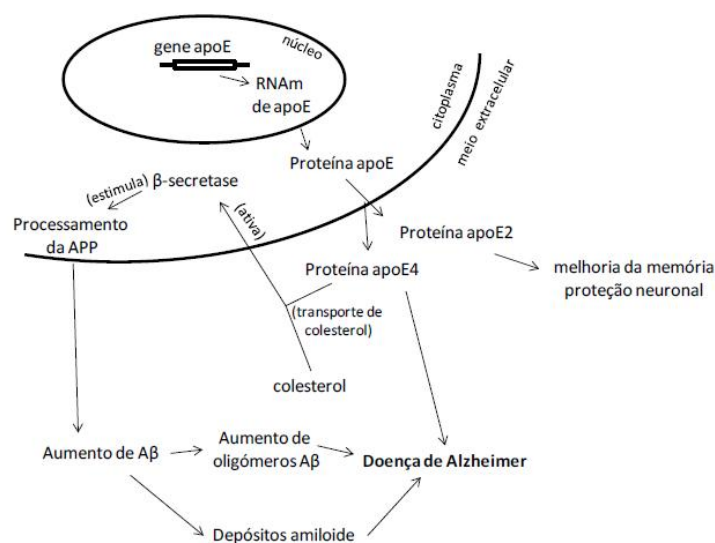 núcleo
gene apoE
RNAm
de apoE
citoplasma
meio extracelular
Proteína apoE
(estimula) β-secretase
Processamento
da APP
(ativa)
Proteína apoE2
Proteína apoE4
melhoria da memória
proteção neuronal
(transporte de
colesterol)
colesterol
Aumento de Aβ
Aumento de
oligómeros Aβ
Doença de Alzheimer
Depósitos amiloide